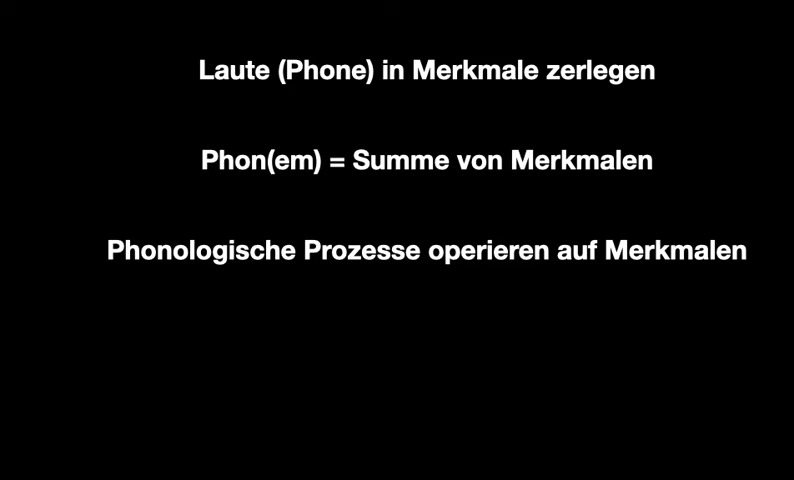 Laute (Phone) in Merkmale zerlegen
Phon(em) = Summe von Merkmalen
Phonologische Prozesse operieren auf Merkmalen